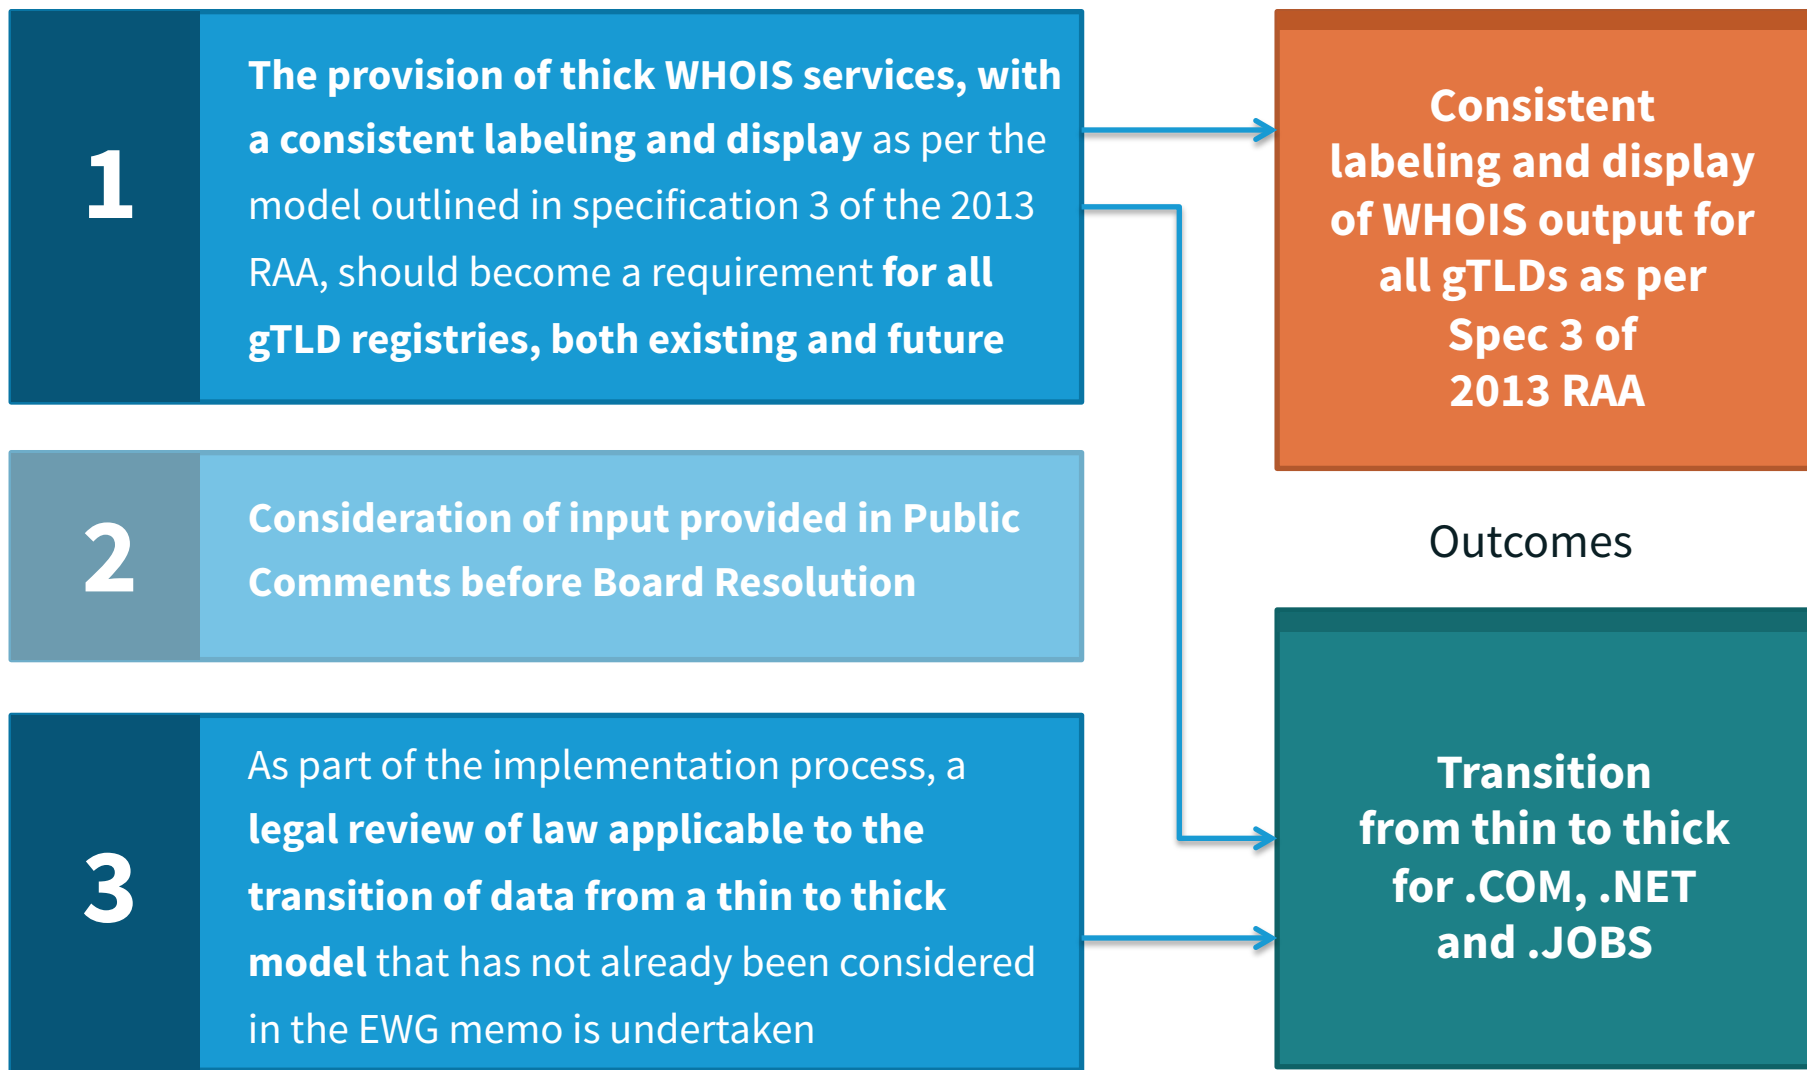 1
The provision of thick WHOIS services, with
a consistent labeling and display as per the
model outlined in specification 3 of the 2013
RAA, should become a requirement for all
gTLD registries, both existing and future
2
Consideration of input provided in Public
Comments before Board Resolution
3
As part of the implementation process, a
legal review of law applicable to the
transition of data from a thin to thick
model that has not already been considered
in the EWG memo is undertaken
Consistent
labeling and display
of WHOIS output for
all gTLDs as per
Spec 3 of
2013 RAA
Outcomes
Transition
from thin to thick
for .COM, .NET
and .JOBS